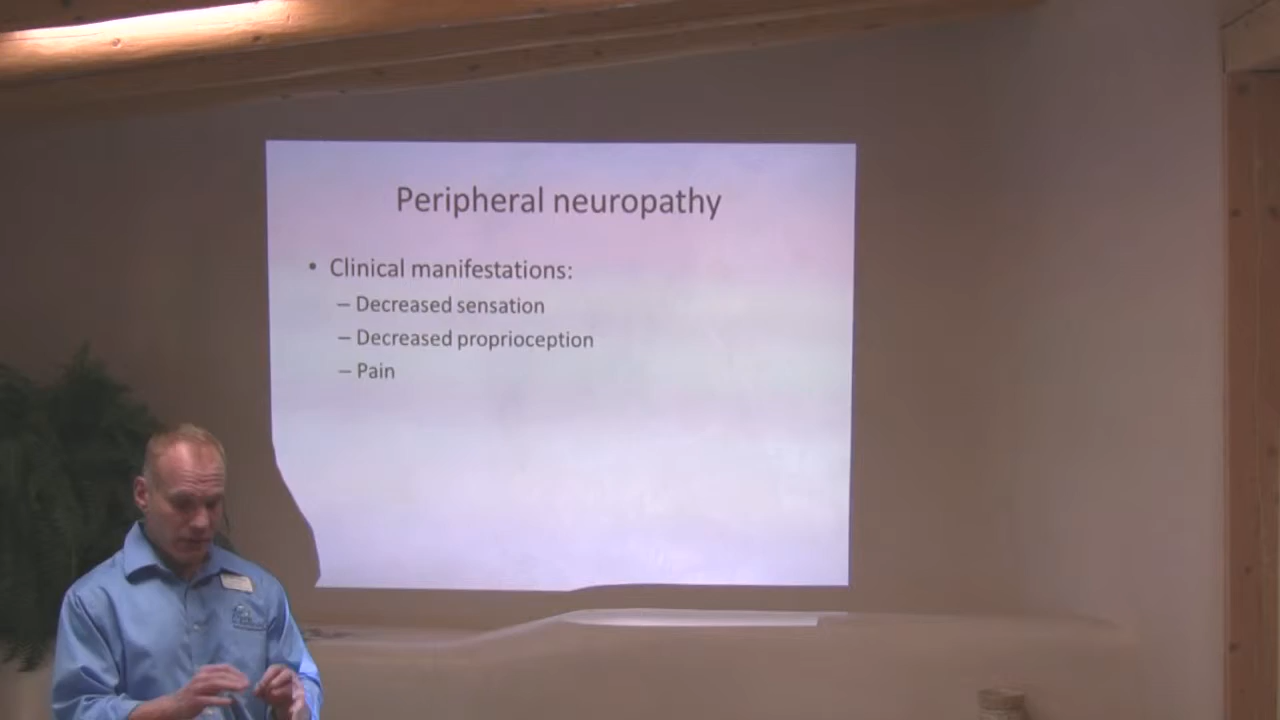 Peripheral neuropathy
• Clinical manifestations:
– Decreased sensation
– Decreased proprioception
– Pain